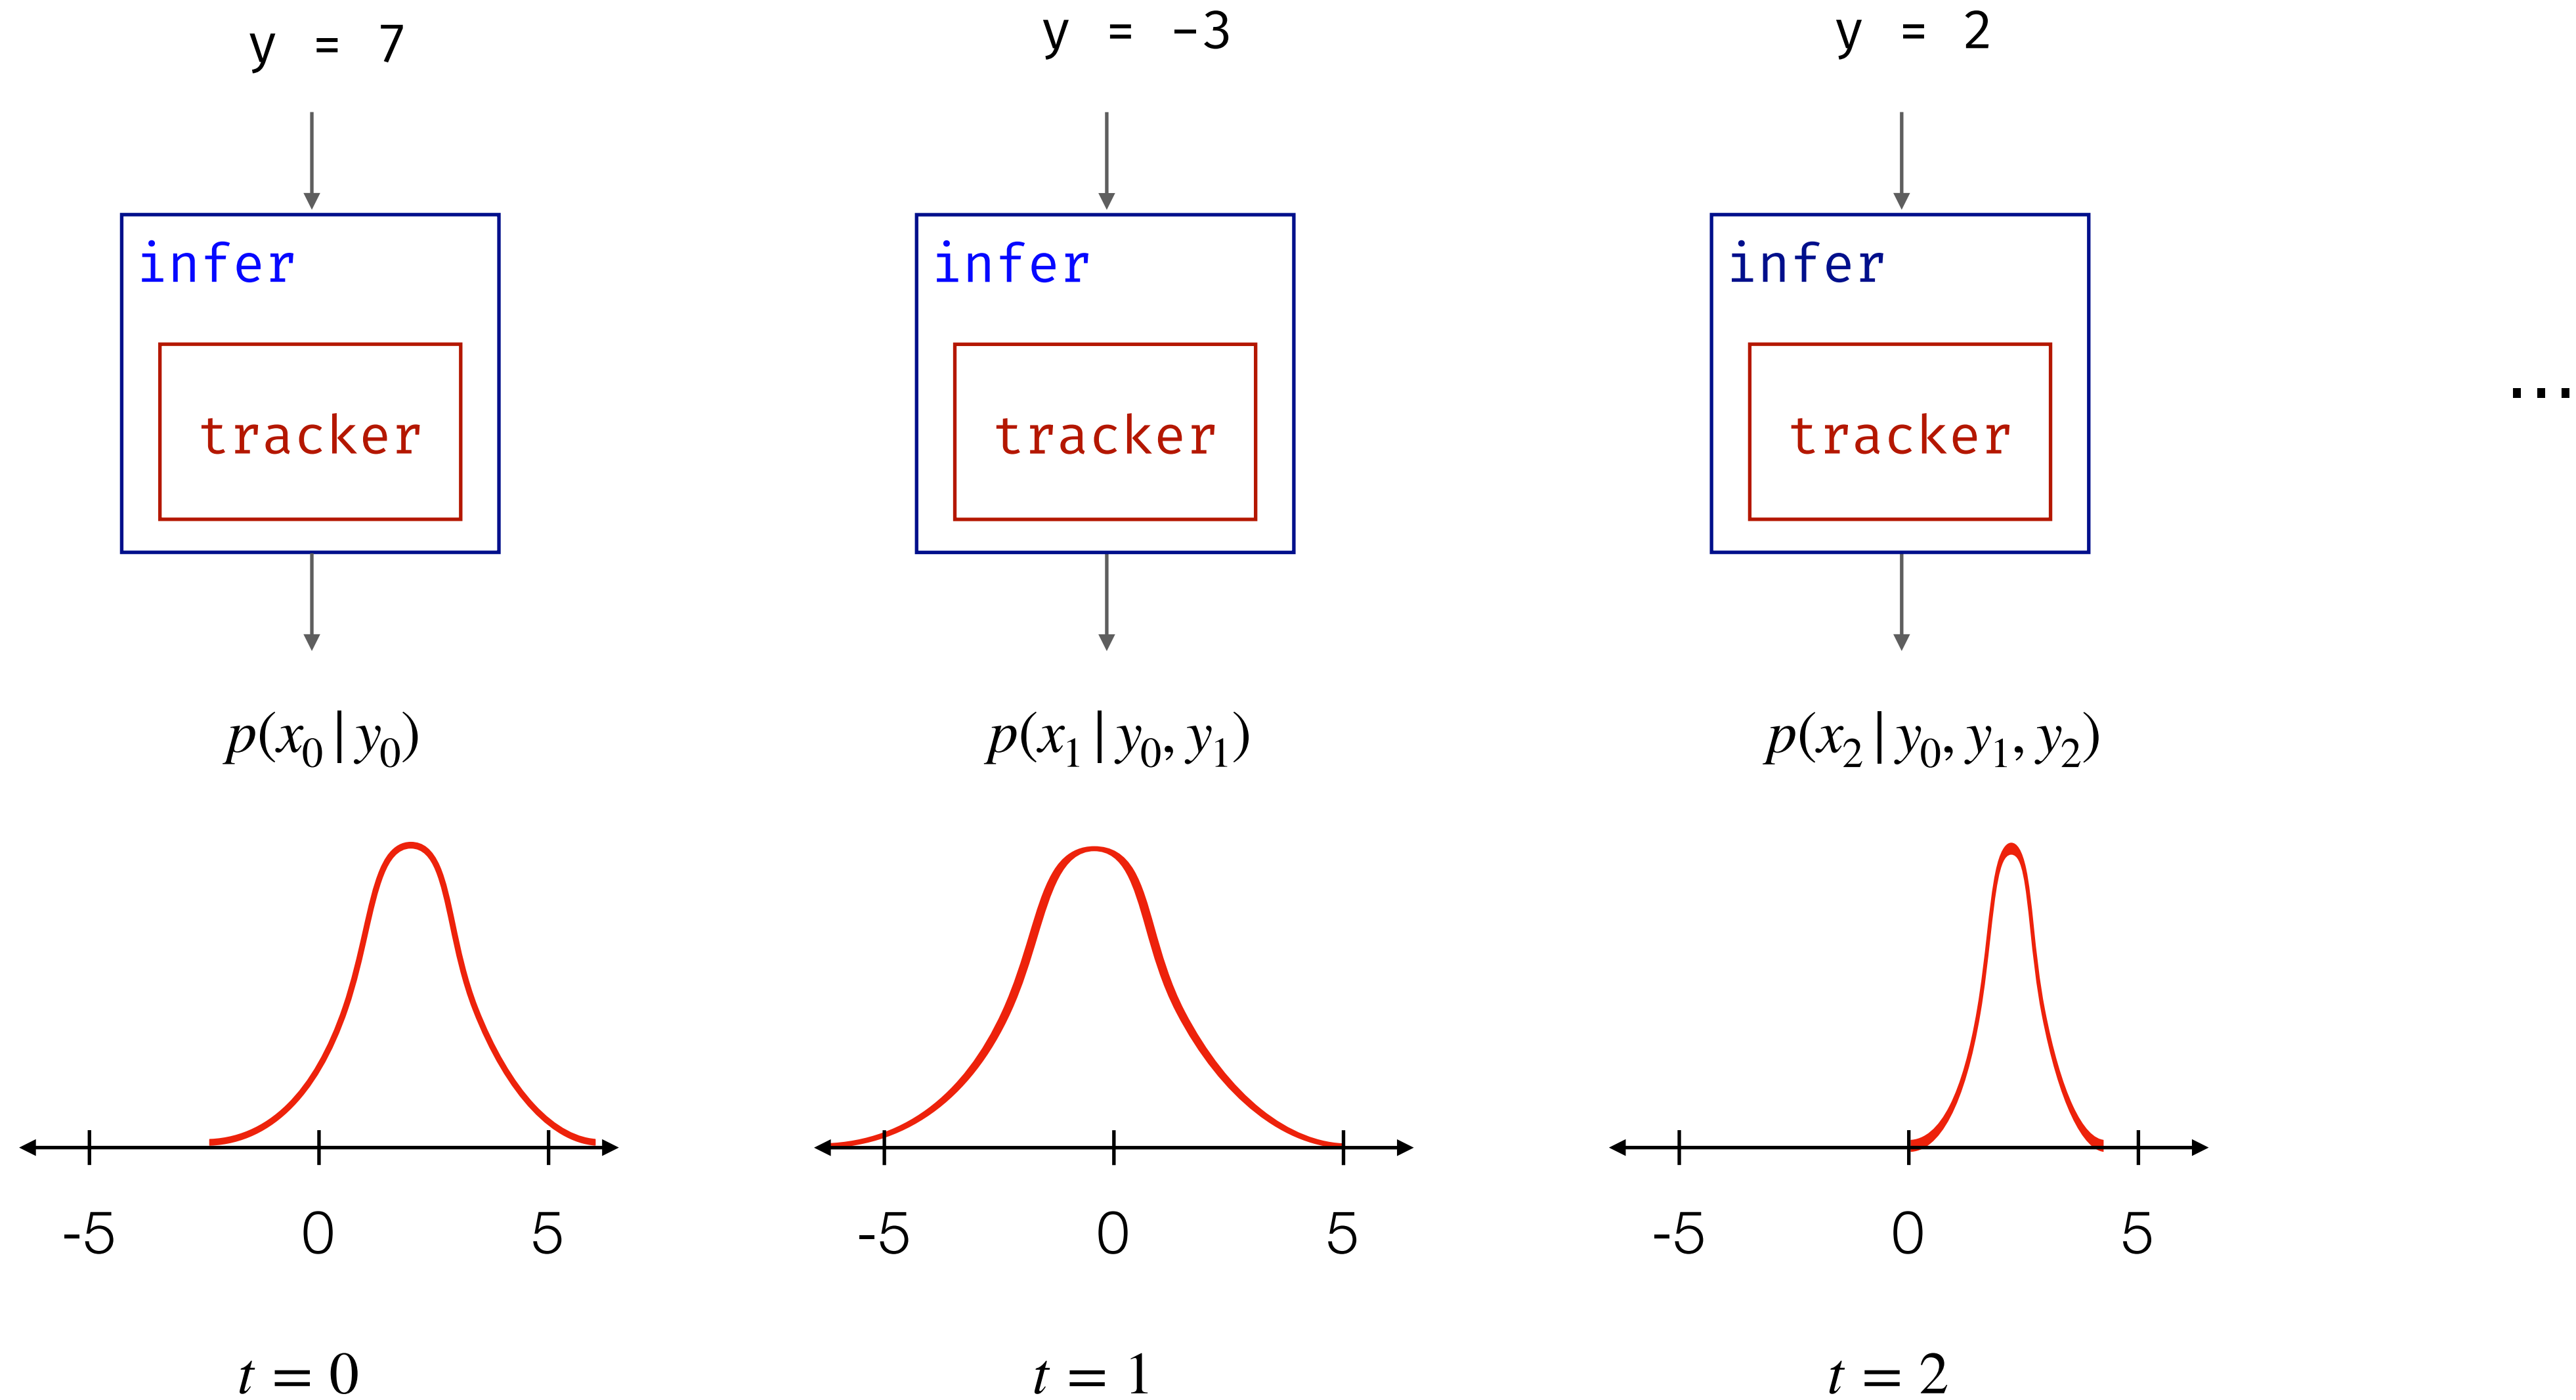 y = 7
y = -3
y = 2
infer
infer
infer
tracker
tracker
tracker
...
p(x₀ | y₀)
p(x₁ | y₀, y₁)
p(x₂ | y₀, y₁, y₂)
-5 0 5
-5 0 5
-5 0 5
t = 0
t = 1
t = 2